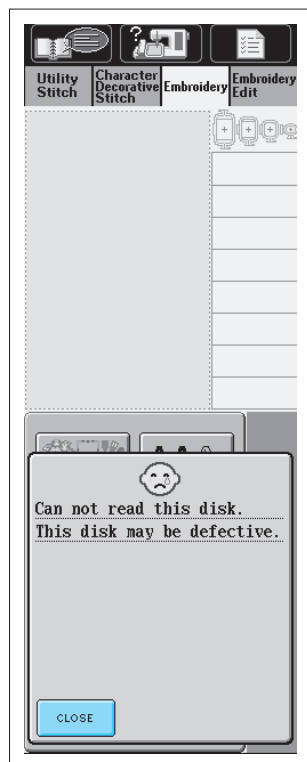 Utility
Stitch
Character
Decorative
Stitch
Embroidery
Embroidery
Edit
Can not read this disk.
This disk may be defective.
CLOSE